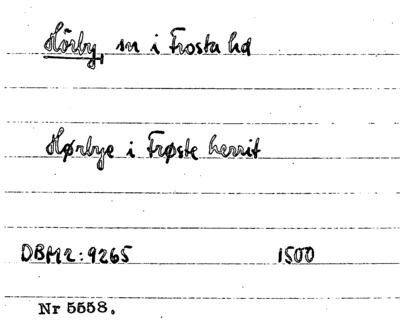 Hörby, sn i Frosta hd
Hørbye i Frøste herrit
DBM2:9265 1500
Nr 5558.